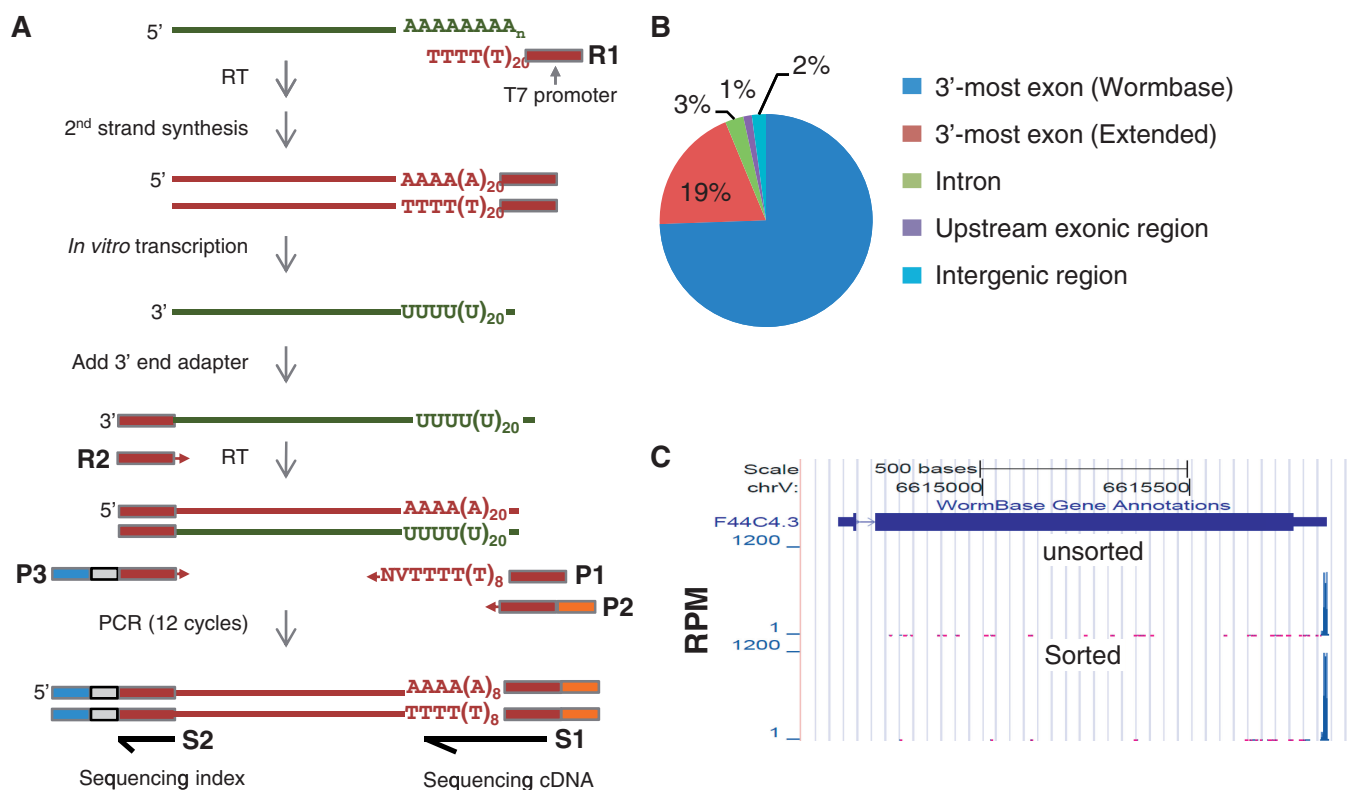 A
5' AAAAAAAAn
TTTT(T)20 R1
RT
T7 promoter
2nd strand synthesis
5' AAAA(A)20
TTTT(T)20
In vitro transcription
3' UUUU(U)20
Add 3' end adapter
3' UUUU(U)20
R2 RT
5' AAAA(A)20
UUUU(U)20
P3 NVTTTT(T)8 P1
P2
PCR (12 cycles)
5' AAAA(A)8
TTTT(T)8
S2 S1
Sequencing index Sequencing cDNA
B
2%
1%
3%
19%
3'-most exon (Wormbase)
3'-most exon (Extended)
Intron
Upstream exonic region
Intergenic region
C
Scale 500 bases
chrV: 6615000 6615500
WormBase Gene Annotations
F44C4.3
1200
unsorted
RPM
1
1200
Sorted
1